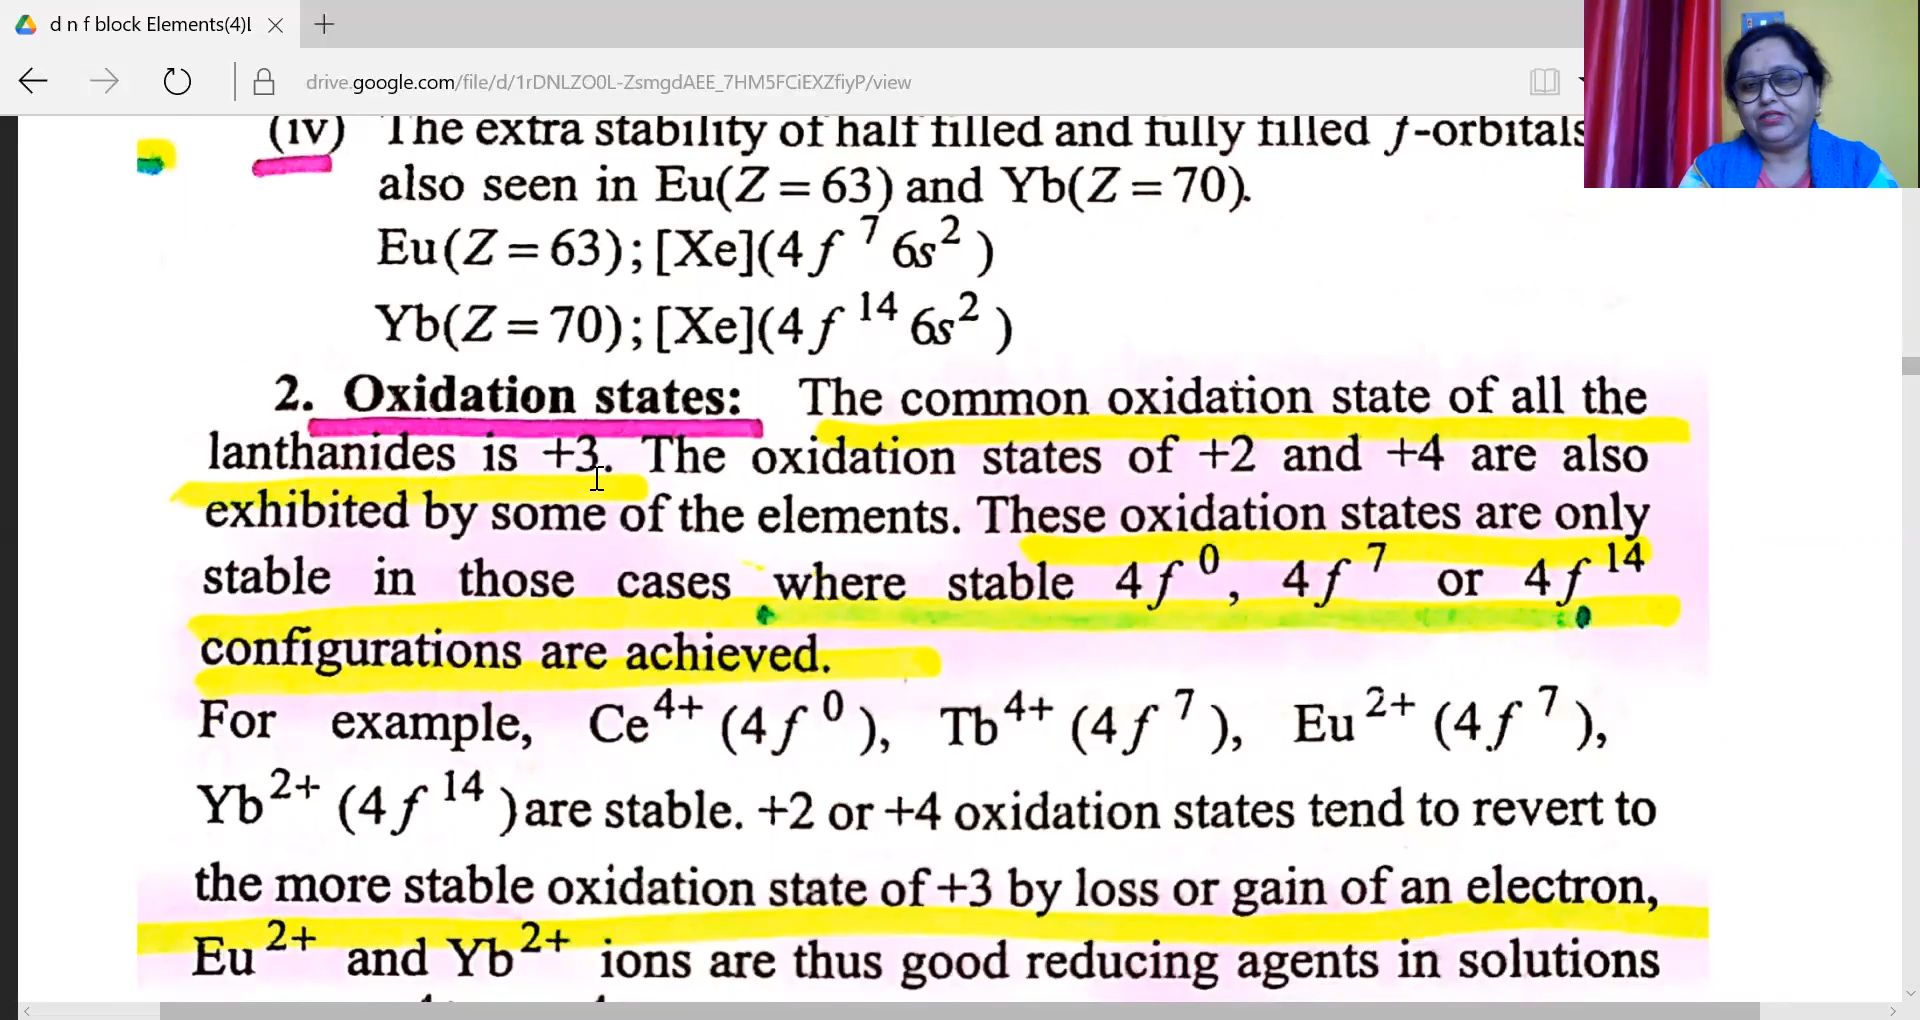 d n f block Elements(4)L
drive.google.com/file/d/1rDNLZO0L-ZsmgdAEE_7HM5FCiEXZfiyP/view
(iv) The extra stability of half filled and fully filled f-orbitals
also seen in Eu(Z = 63) and Yb(Z = 70).
Eu(Z = 63); [Xe](4f⁷ 6s²)
Yb(Z = 70); [Xe](4f¹⁴ 6s²)
2. Oxidation states: The common oxidation state of all the
lanthanides is +3. The oxidation states of +2 and +4 are also
exhibited by some of the elements. These oxidation states are only
stable in those cases where stable 4f⁰, 4f⁷ or 4f¹⁴
configurations are achieved.
For example, Ce⁴⁺ (4f⁰), Tb⁴⁺ (4f⁷), Eu²⁺ (4f⁷),
Yb²⁺ (4f¹⁴) are stable. +2 or +4 oxidation states tend to revert to
the more stable oxidation state of +3 by loss or gain of an electron,
Eu²⁺ and Yb²⁺ ions are thus good reducing agents in solutions